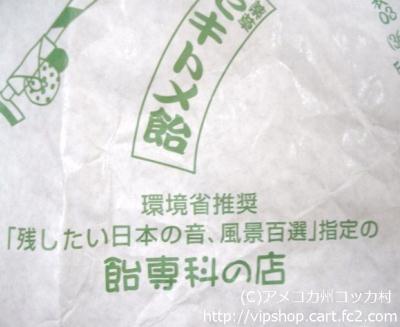 キトメ飴
環境省推奨
「残したい日本の音、風景百選」指定の
飴専科の店
(C)アメコカ州コッカ村
http://vipshop.cart.fc2.com